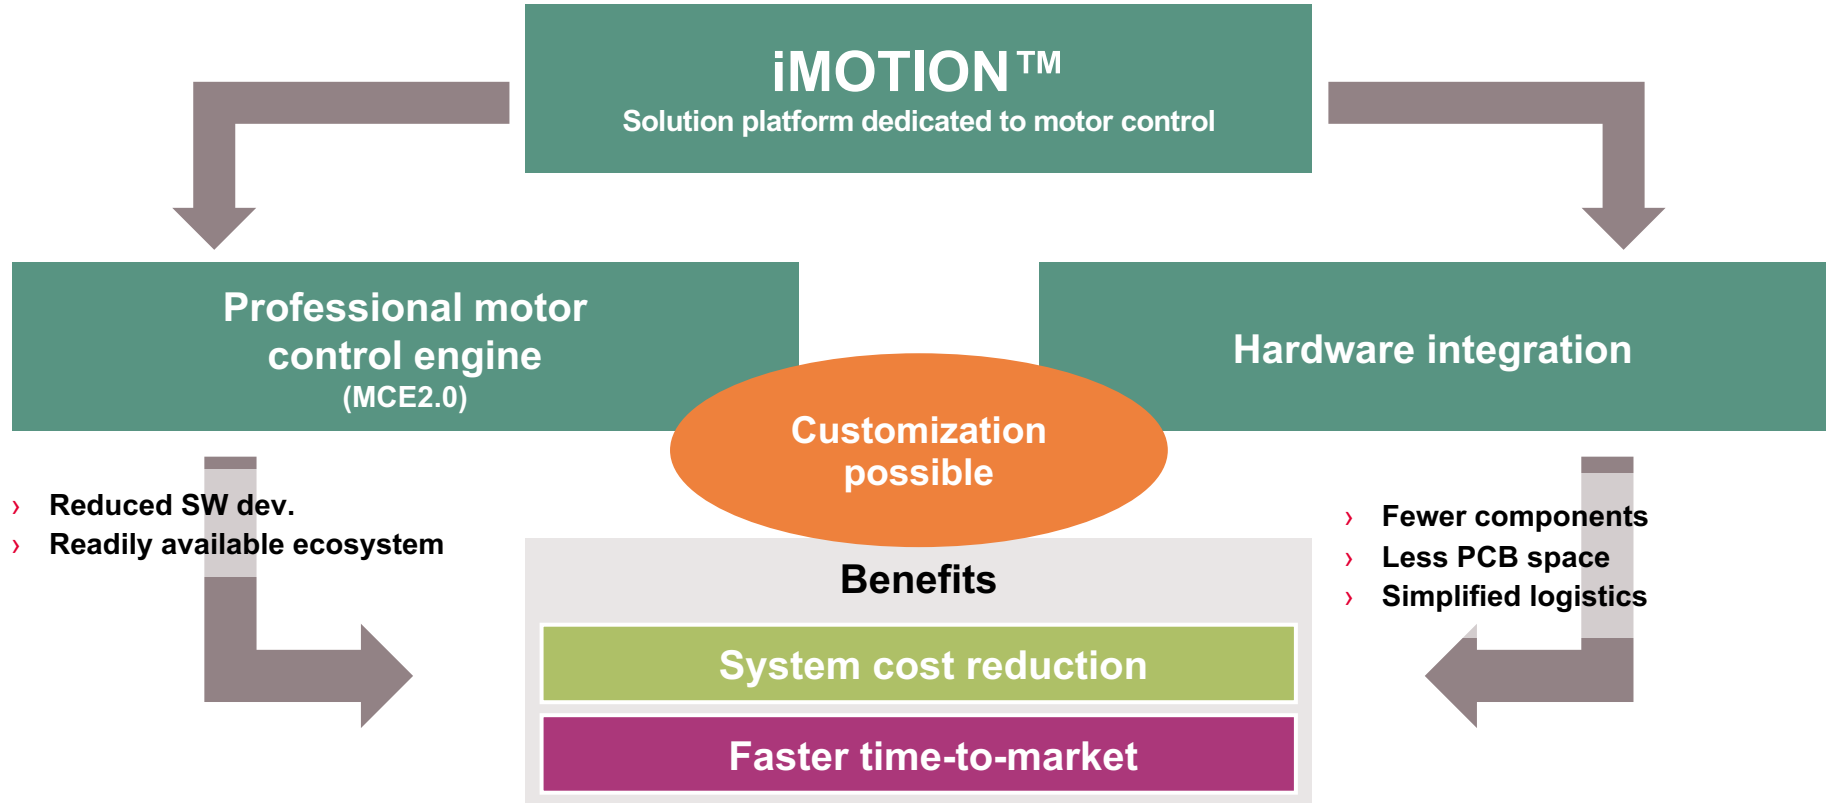 iMOTION™
Solution platform dedicated to motor control
Professional motor
control engine
(MCE2.0)
Hardware integration
Customization
possible
› Reduced SW dev.
› Readily available ecosystem
› Fewer components
› Less PCB space
› Simplified logistics
Benefits
System cost reduction
Faster time-to-market